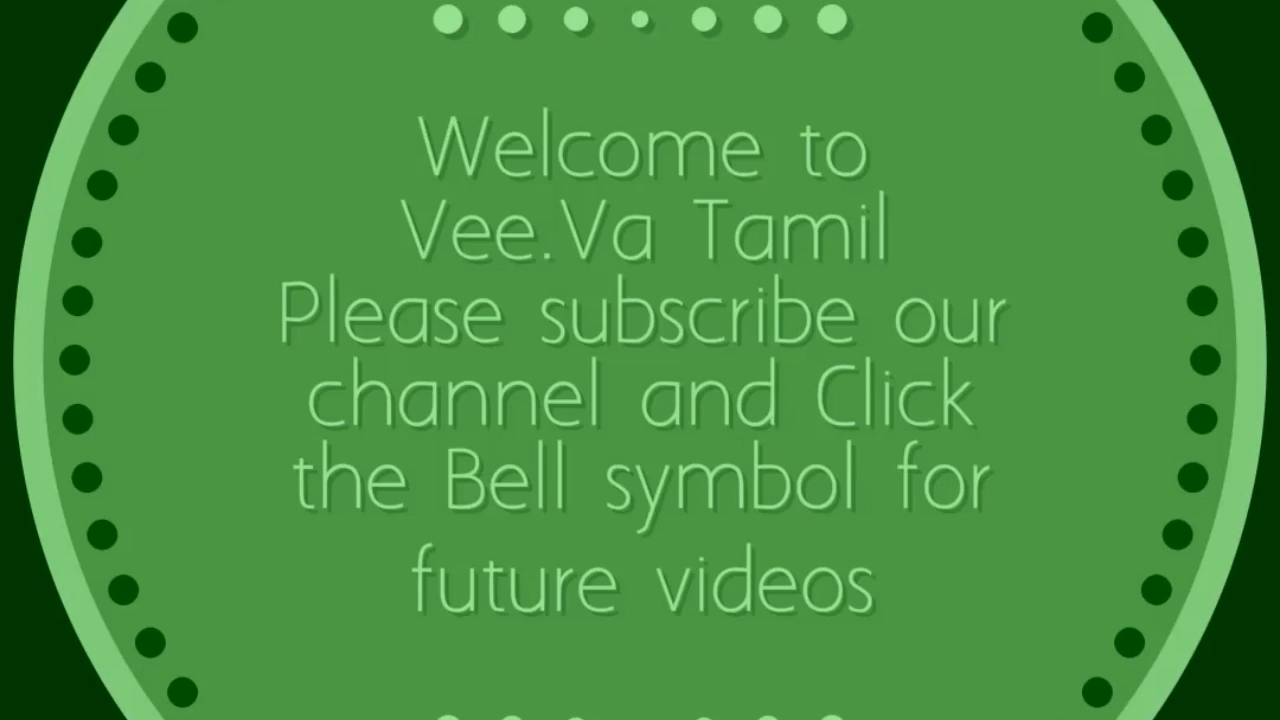 Welcome to
Vee.Va Tamil
Please subscribe our
channel and Click
the Bell symbol for
future videos